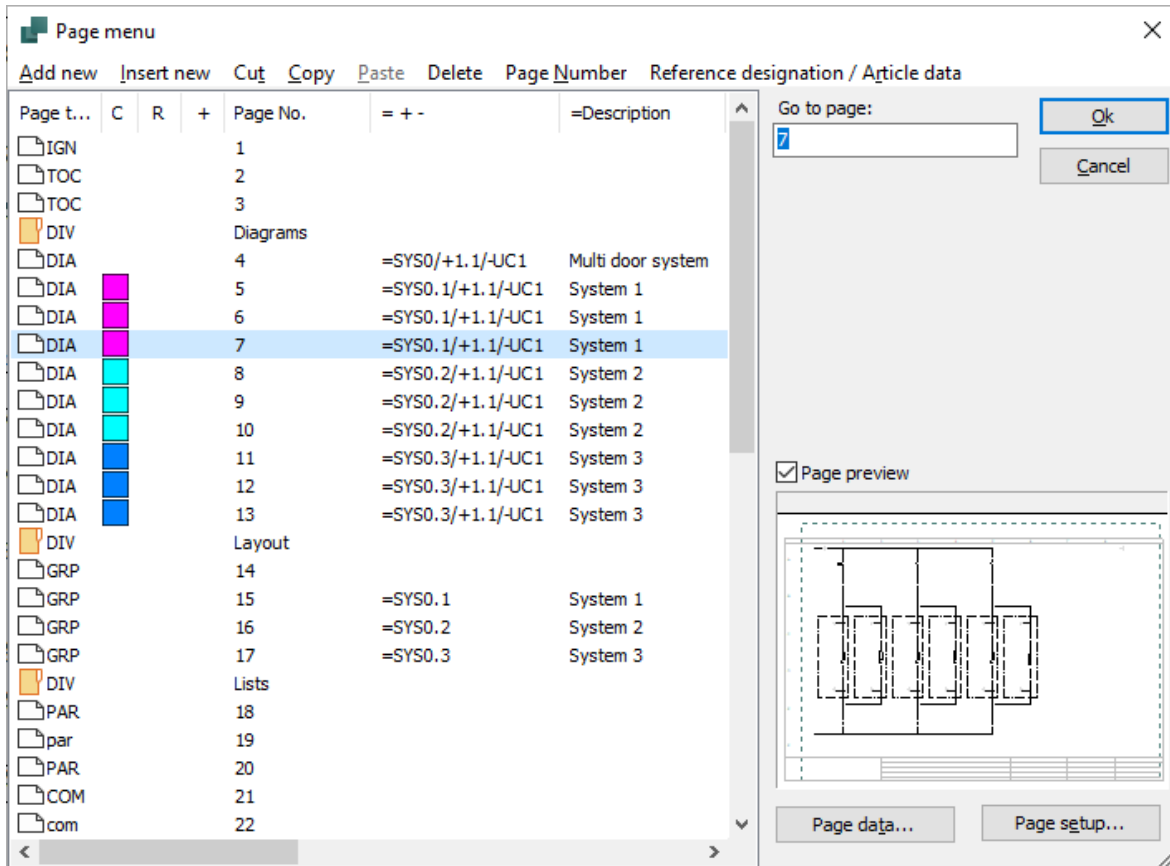 Page menu
Add new Insert new Cut Copy Paste Delete Page Number Reference designation / Article data
Page t... C R + Page No. = + - =Description
IGN 1
TOC 2
TOC 3
DIV Diagrams
DIA 4 =SYS0/+1.1/-UC1 Multi door system
DIA 5 =SYS0.1/+1.1/-UC1 System 1
DIA 6 =SYS0.1/+1.1/-UC1 System 1
DIA 7 =SYS0.1/+1.1/-UC1 System 1
DIA 8 =SYS0.2/+1.1/-UC1 System 2
DIA 9 =SYS0.2/+1.1/-UC1 System 2
DIA 10 =SYS0.2/+1.1/-UC1 System 2
DIA 11 =SYS0.3/+1.1/-UC1 System 3
DIA 12 =SYS0.3/+1.1/-UC1 System 3
DIA 13 =SYS0.3/+1.1/-UC1 System 3
DIV Layout
GRP 14
GRP 15 =SYS0.1 System 1
GRP 16 =SYS0.2 System 2
GRP 17 =SYS0.3 System 3
DIV Lists
PAR 18
par 19
PAR 20
COM 21
com 22
Go to page:
7
Ok
Cancel
Page preview
Page data...
Page setup...